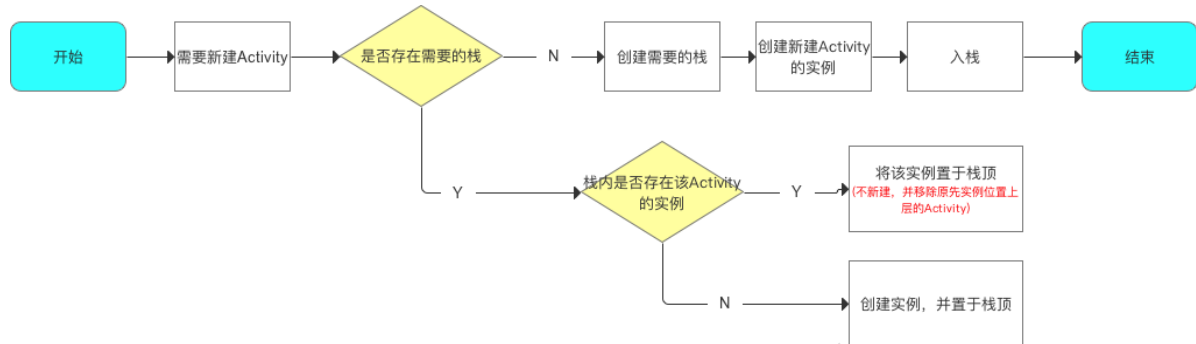 开始
需要新建Activity
是否存在需要的栈
N
创建需要的栈
创建新建Activity
的实例
入栈
结束
Y
栈内是否存在该Activity
的实例
Y
将该实例置于栈顶
(不新建，并移除原先实例位置上
层的Activity)
N
创建实例，并置于栈顶